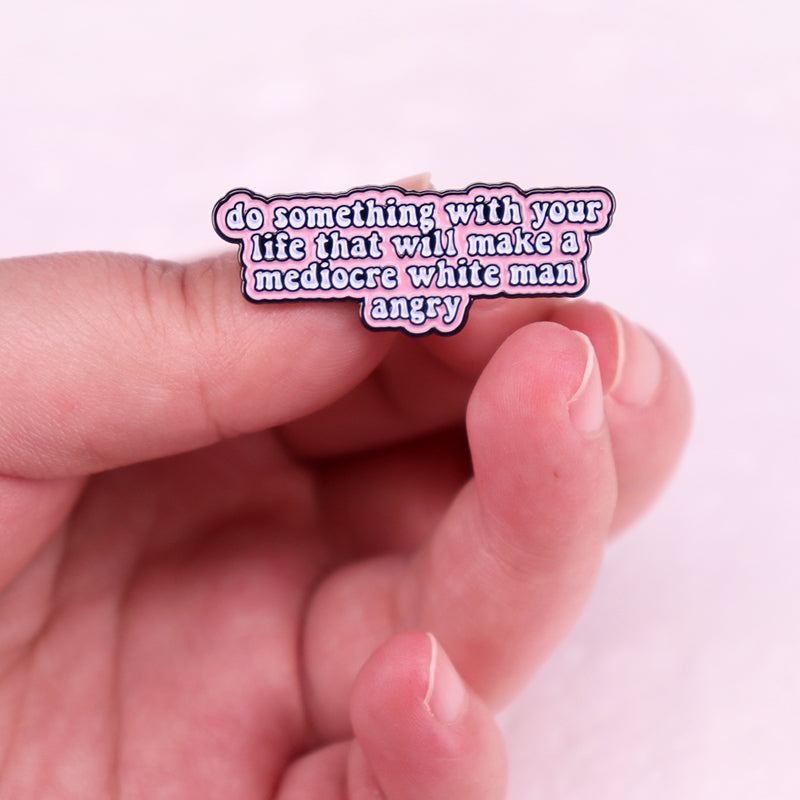 do something with your
life that will make a
mediocre white man
angry